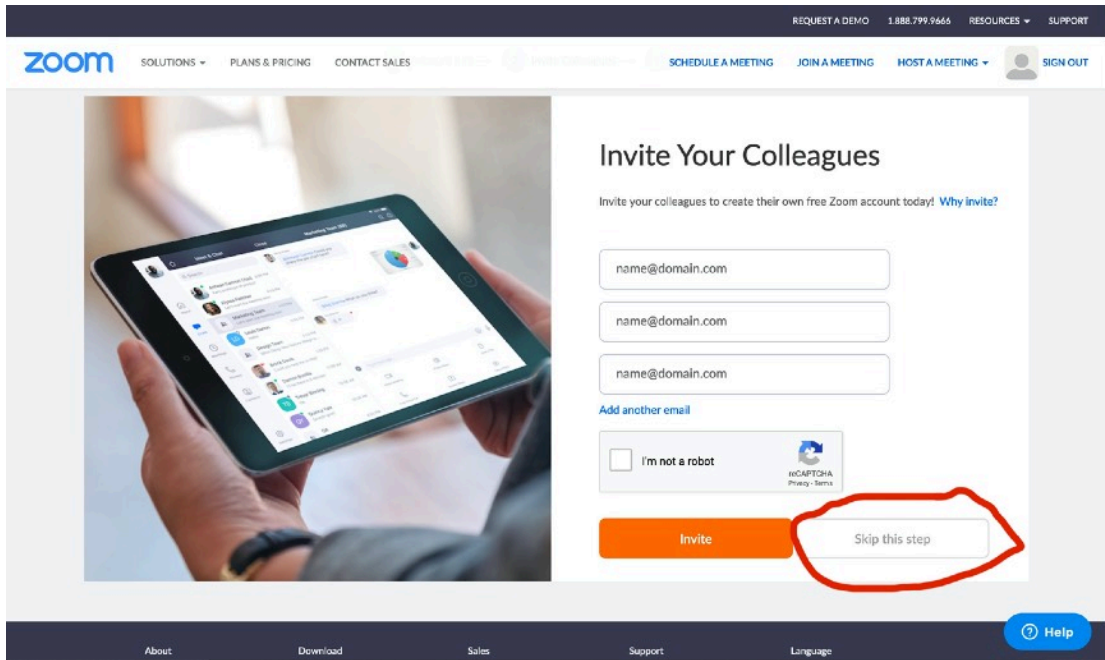 REQUEST A DEMO 1.888.799.9666 RESOURCES SUPPORT
zoom SOLUTIONS PLANS & PRICING CONTACT SALES SCHEDULE A MEETING JOIN A MEETING HOST A MEETING SIGN OUT
Invite Your Colleagues
Invite your colleagues to create their own free Zoom account today! Why invite?
name@domain.com
name@domain.com
name@domain.com
Add another email
I'm not a robot
reCAPTCHA
Privacy - Terms
Invite Skip this step
Help
About Download Sales Support Language